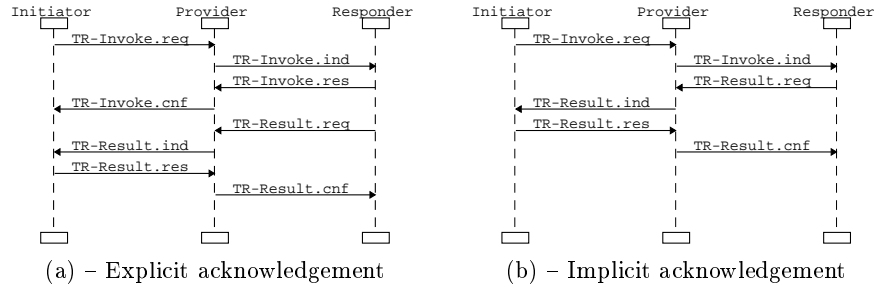 Initiator Provider Responder
TR-Invoke.req
TR-Invoke.ind
TR-Invoke.res
TR-Invoke.cnf
TR-Result.req
TR-Result.ind
TR-Result.res
TR-Result.cnf
(a) – Explicit acknowledgement
Initiator Provider Responder
TR-Invoke.req
TR-Invoke.ind
TR-Result.req
TR-Result.ind
TR-Result.res
TR-Result.cnf
(b) – Implicit acknowledgement